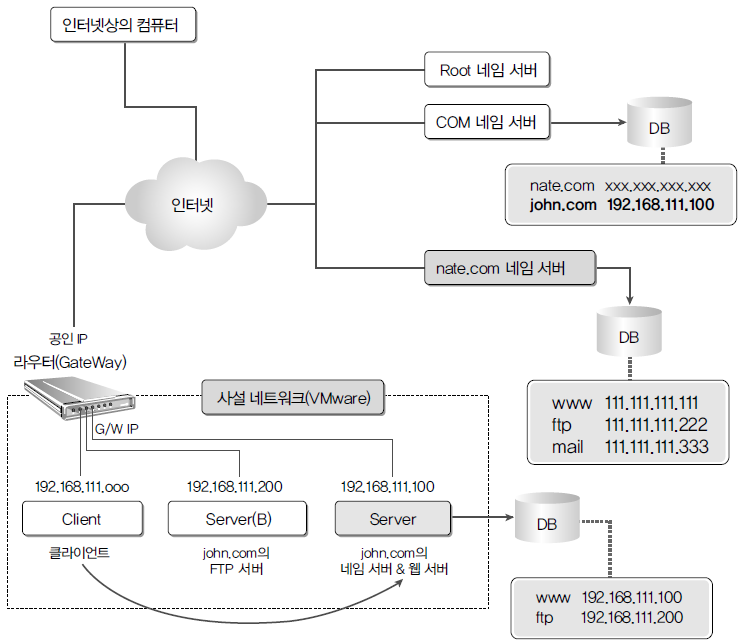 인터넷상의 컴퓨터
Root 네임 서버
COM 네임 서버
DB
nate.com xxx.xxx.xxx.xxx
john.com 192.168.111.100
인터넷
nate.com 네임 서버
DB
www 111.111.111.111
ftp 111.111.111.222
mail 111.111.111.333
공인 IP
라우터(GateWay)
사설 네트워크(VMware)
G/W IP
192.168.111.ooo
192.168.111.200
192.168.111.100
Client
Server(B)
Server
DB
클라이언트
john.com의
FTP 서버
john.com의
네임 서버 & 웹 서버
www 192.168.111.100
ftp 192.168.111.200